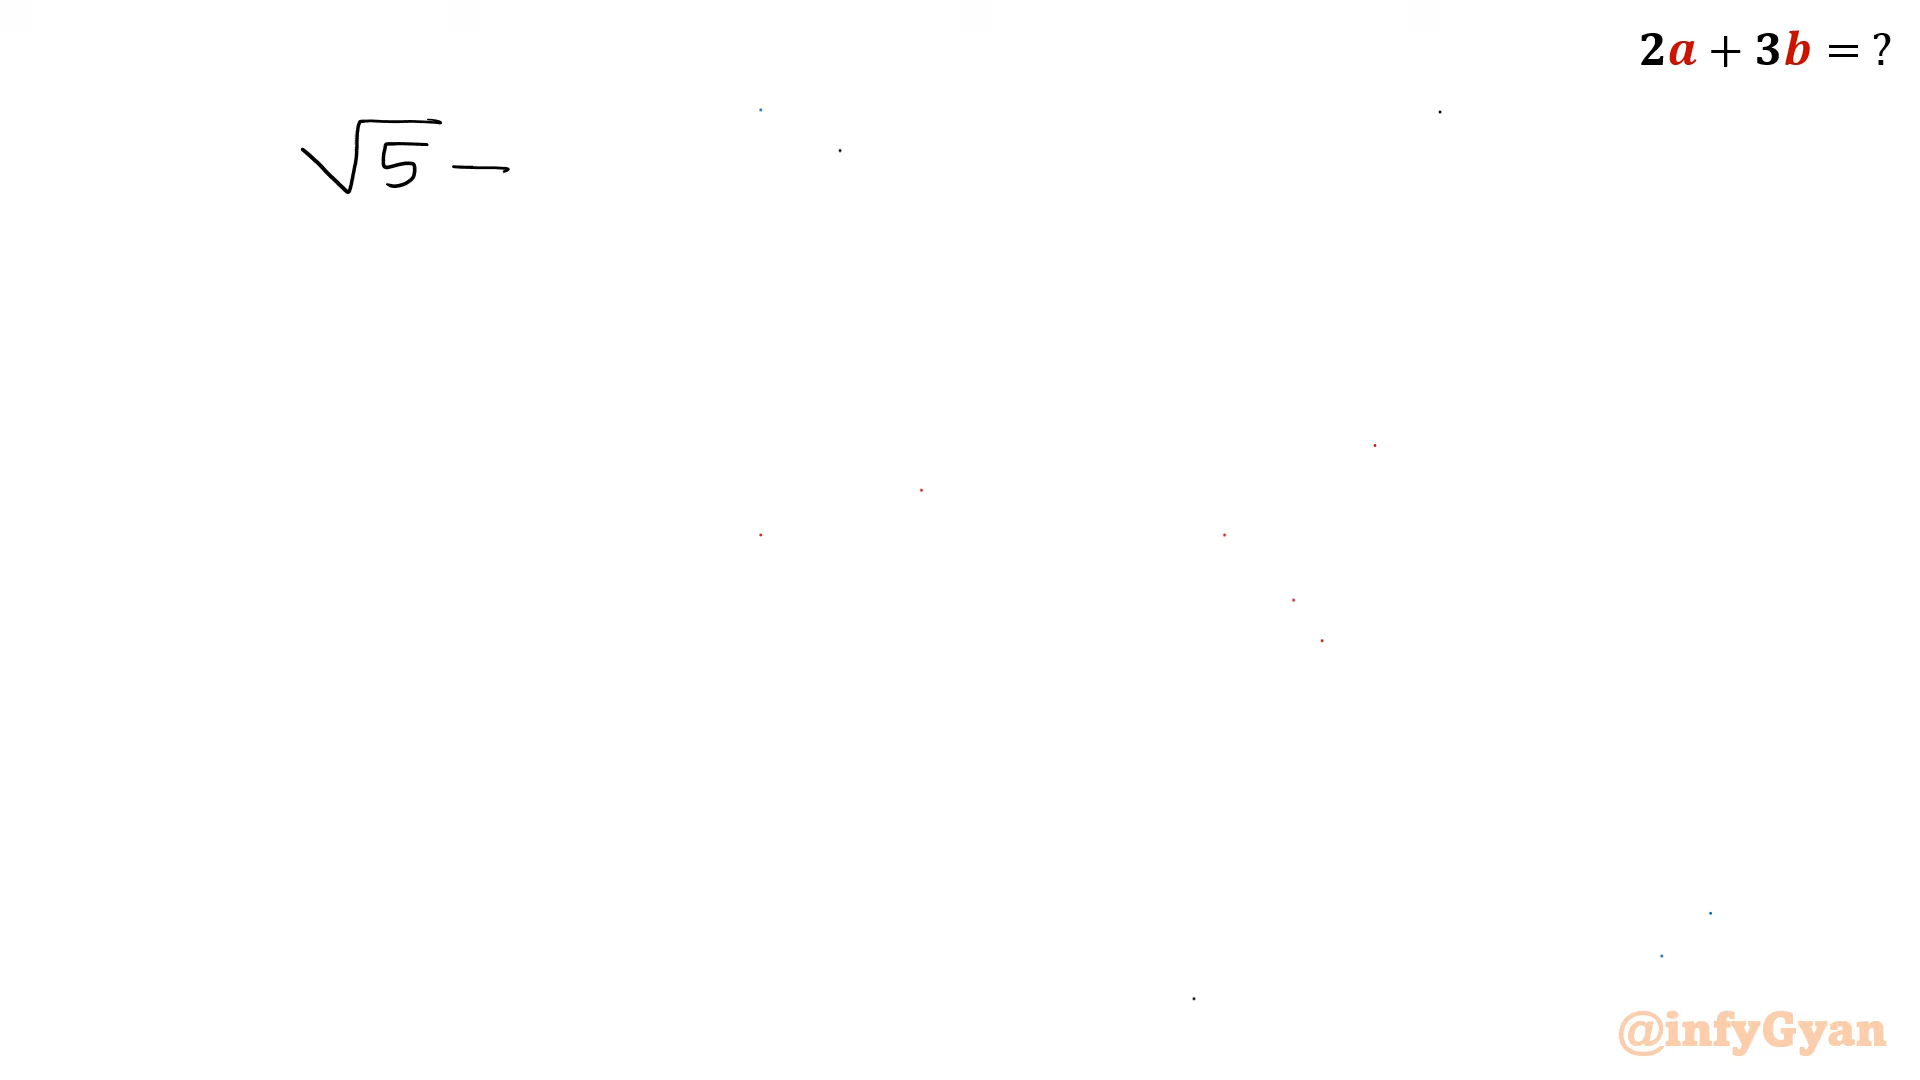 2a + 3b = ?
√5 −
@infyGyan